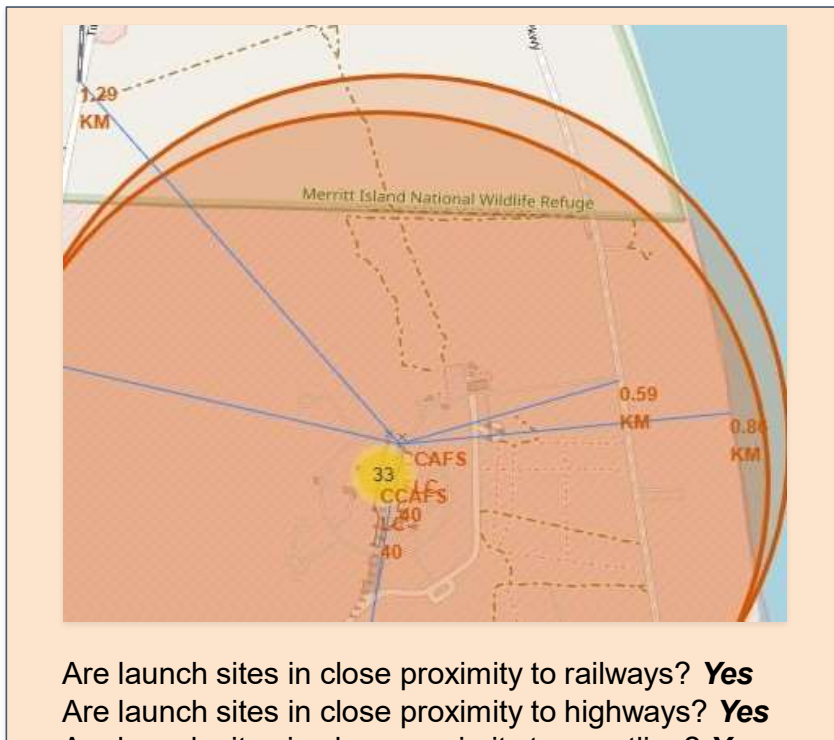 1.29
KM
Merritt Island National Wildlife Refuge
0.59
KM
0.86
KM
CCAFS
LC
33
CCAFS
40
LC
40
Are launch sites in close proximity to railways? Yes
Are launch sites in close proximity to highways? Yes